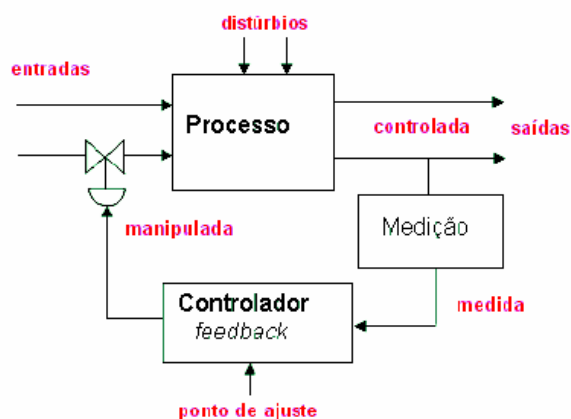 distúrbios
entradas
Processo
controlada
saídas
manipulada
Medição
Controlador
feedback
medida
ponto de ajuste